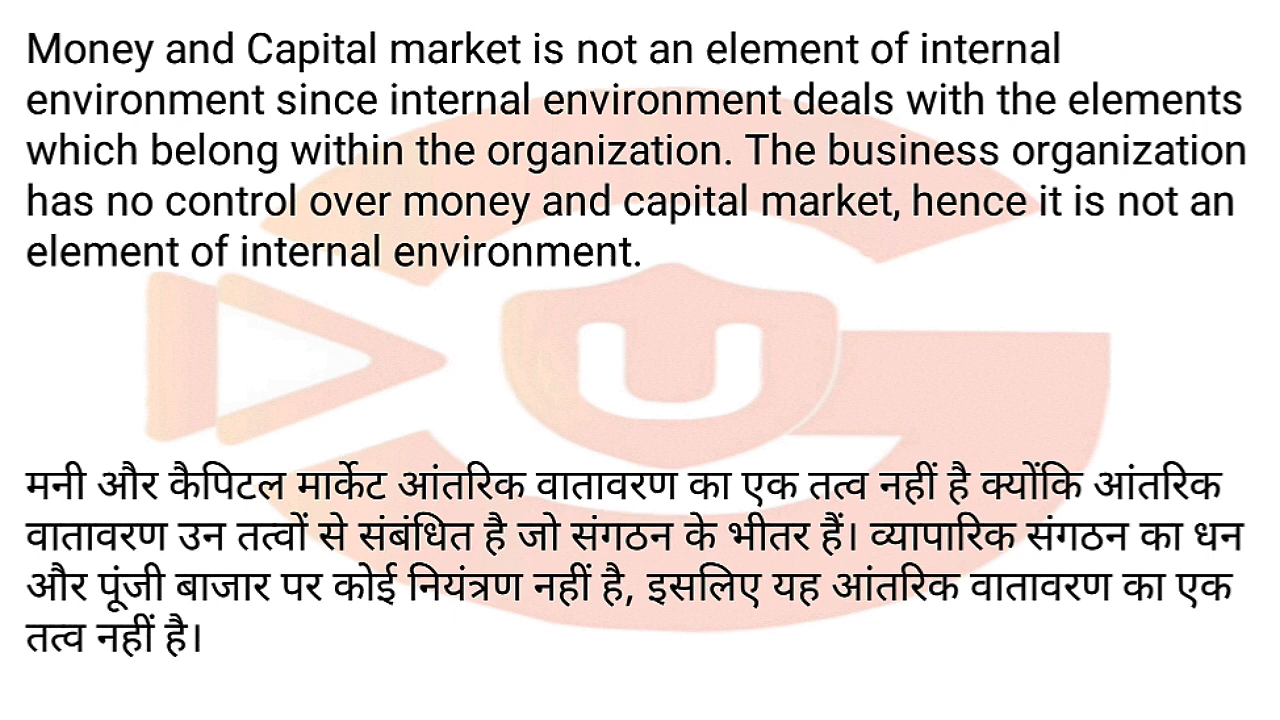 Money and Capital market is not an element of internal
environment since internal environment deals with the elements
which belong within the organization. The business organization
has no control over money and capital market, hence it is not an
element of internal environment.
U
मनी और कैपिटल मार्केट आंतरिक वातावरण का एक तत्व नहीं है क्योंकि आंतरिक
वातावरण उन तत्वों से संबंधित है जो संगठन के भीतर हैं। व्यापारिक संगठन का धन
और पूंजी बाजार पर कोई नियंत्रण नहीं है, इसलिए यह आंतरिक वातावरण का एक
तत्व नहीं है।